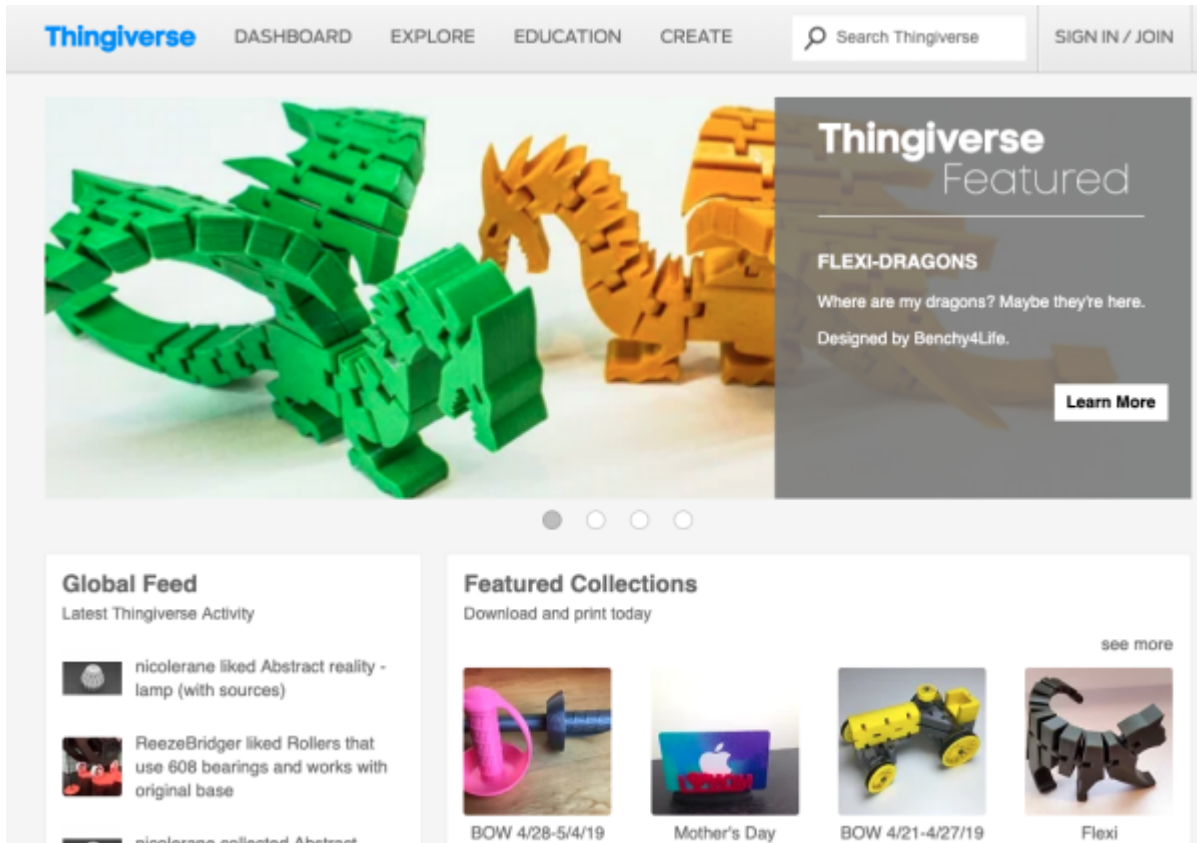 Thingiverse DASHBOARD EXPLORE EDUCATION CREATE Search Thingiverse SIGN IN / JOIN
Thingiverse
Featured
FLEXI-DRAGONS
Where are my dragons? Maybe they're here.
Designed by Benchy4Life.
Learn More
Global Feed
Latest Thingiverse Activity
nicolerane liked Abstract reality -
lamp (with sources)
ReezeBridger liked Rollers that
use 608 bearings and works with
original base
nicolerane collected Abstract
Featured Collections
Download and print today
see more
BOW 4/28-5/4/19
Mother's Day
BOW 4/21-4/27/19
Flexi